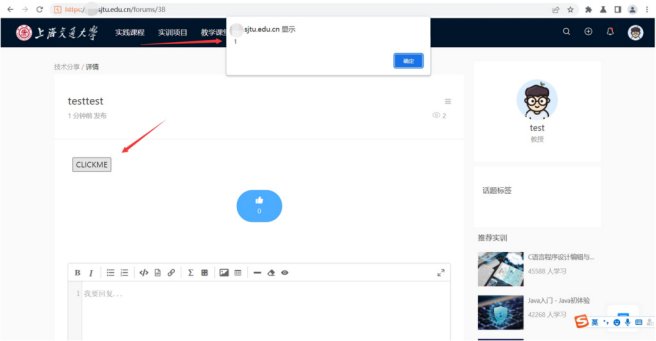 https://sjtu.edu.cn/forums/38
sjtu.edu.cn 显示
1
确定
上海交通大学
实践课程
实训项目
教学课堂
技术分享 / 详情
testtest
1 分钟前 发布
2
CLICKME
0
B I
1 我要回复...
test
教授
话题标签
推荐实训
C语言程序设计编辑与...
45588 人学习
Java入门 - Java初体验
42268 人学习
英